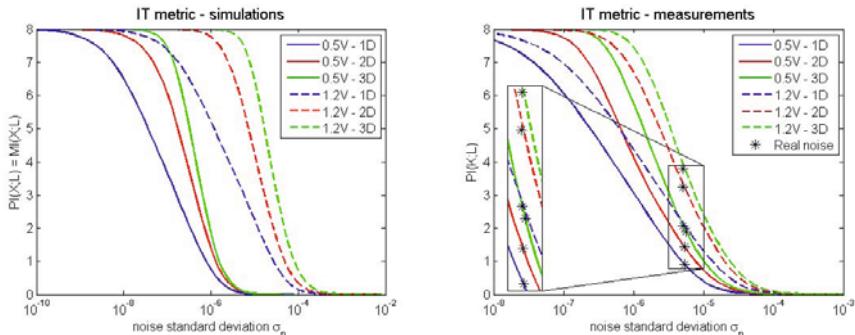 IT metric - simulations
PI(X;L) = MI(X;L)
8
7
6
5
4
3
2
1
0
0.5V - 1D
0.5V - 2D
0.5V - 3D
1.2V - 1D
1.2V - 2D
1.2V - 3D
10^-10
10^-8
10^-6
10^-4
10^-2
noise standard deviation σn
IT metric - measurements
PI(K;L)
8
7
6
5
4
3
2
1
0
0.5V - 1D
0.5V - 2D
0.5V - 3D
1.2V - 1D
1.2V - 2D
1.2V - 3D
Real noise
10^-8
10^-7
10^-6
10^-5
10^-4
10^-3
noise standard deviation σn